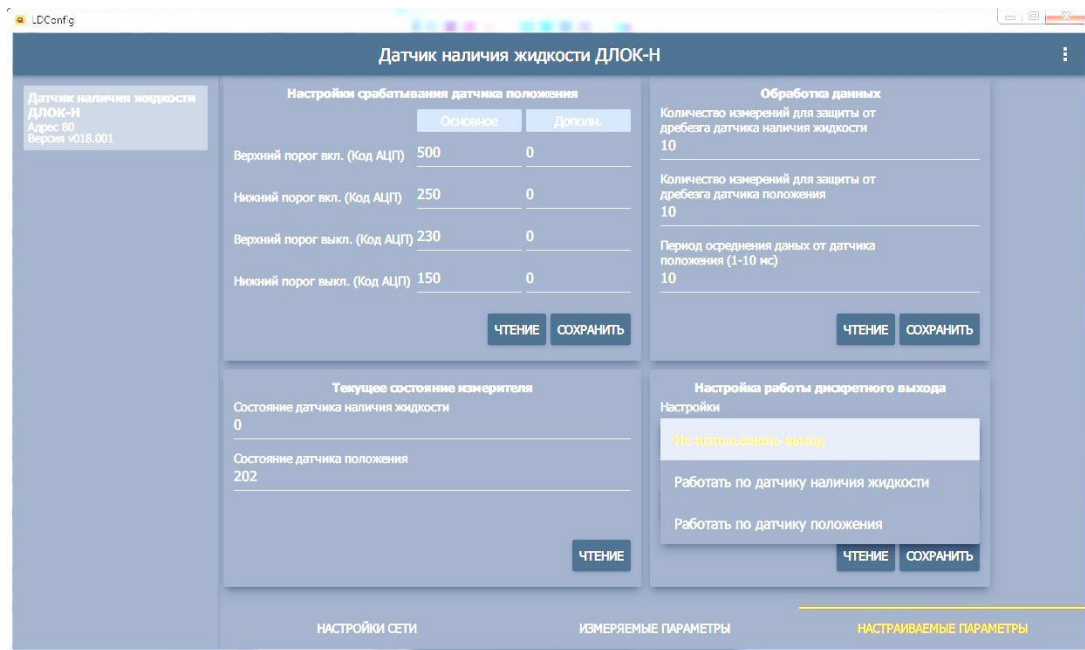 LDConfig
Датчик наличия жидкости ДЛОК-Н
Датчик наличия жидкости
ДЛОК-Н
Адрес 80
Версия v018.001
Настройки срабатывания датчика положения
Основное Дополн.
Верхний порог вкл. (Код АЦП) 500 0
Нижний порог вкл. (Код АЦП) 250 0
Верхний порог выкл. (Код АЦП) 230 0
Нижний порог выкл. (Код АЦП) 150 0
ЧТЕНИЕ СОХРАНИТЬ
Обработка данных
Количество измерений для защиты от
дребезга датчика наличия жидкости
10
Количество измерений для защиты от
дребезга датчика положения
10
Период осреднения даных от датчика
положения (1-10 мс)
10
ЧТЕНИЕ СОХРАНИТЬ
Текущее состояние измерителя
Состояние датчика наличия жидкости
0
Состояние датчика положения
202
ЧТЕНИЕ
Настройка работы дискретного выхода
Настройки
Не использовать выход
Работать по датчику наличия жидкости
Работать по датчику положения
ЧТЕНИЕ СОХРАНИТЬ
НАСТРОЙКИ СЕТИ
ИЗМЕРЯЕМЫЕ ПАРАМЕТРЫ
НАСТРАИВАЕМЫЕ ПАРАМЕТРЫ